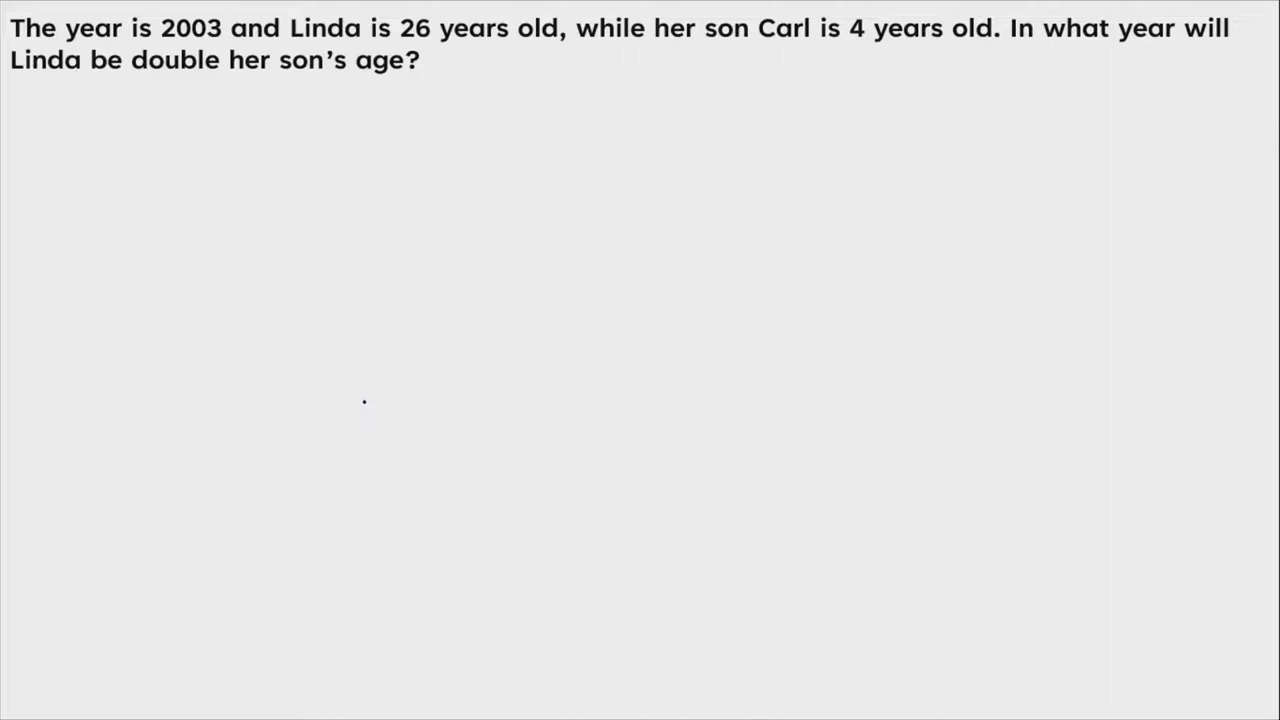 The year is 2003 and Linda is 26 years old, while her son Carl is 4 years old. In what year will
Linda be double her son’s age?